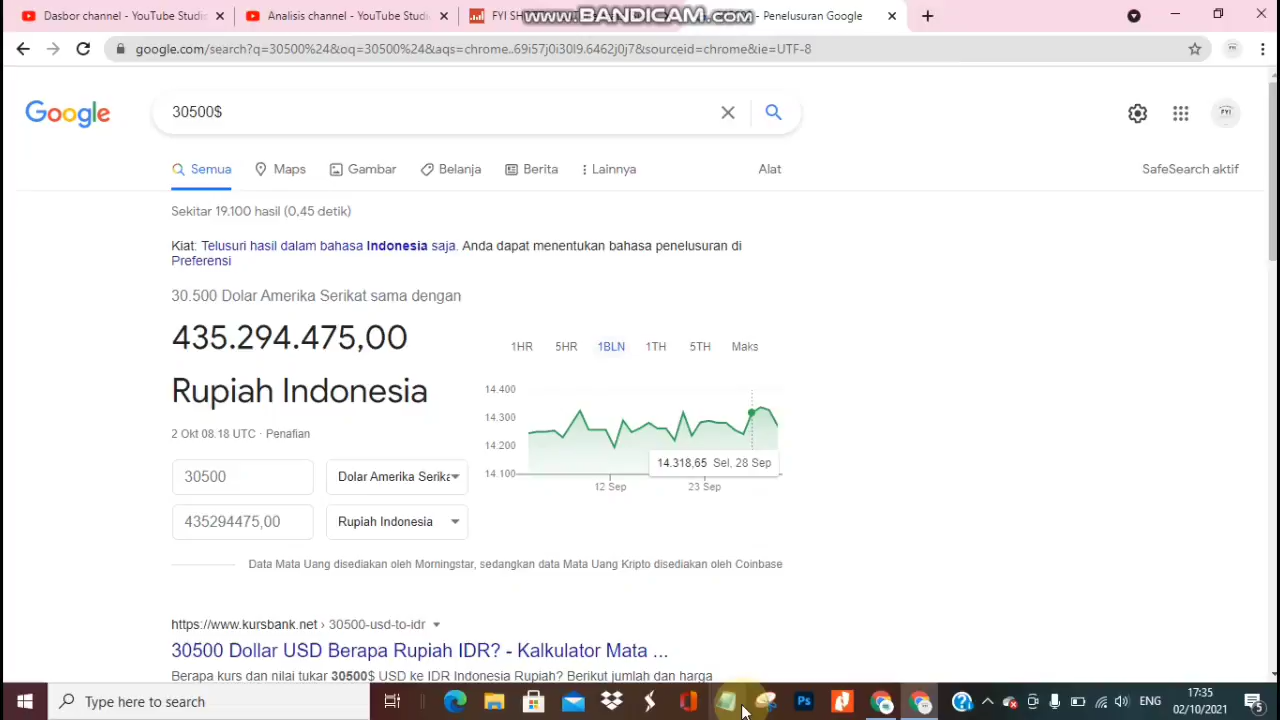 Dasbor channel - YouTube Studio
Analisis channel - YouTube Studio
FYI SH
- Penelusuran Google
www.BANDICAM.com
google.com/search?q=30500%24&oq=30500%24&aqs=chrome..69i57j0i30l9.6462j0j7&sourceid=chrome&ie=UTF-8
Google
30500$
FYI
Semua
Maps
Gambar
Belanja
Berita
Lainnya
Alat
SafeSearch aktif
Sekitar 19.100 hasil (0,45 detik)
Kiat: Telusuri hasil dalam bahasa Indonesia saja. Anda dapat menentukan bahasa penelusuran di
Preferensi
30.500 Dolar Amerika Serikat sama dengan
435.294.475,00
Rupiah Indonesia
2 Okt 08.18 UTC · Penafian
30500
Dolar Amerika Serika
435294475,00
Rupiah Indonesia
1HR 5HR 1BLN 1TH 5TH Maks
14.400
14.300
14.200
14.100
14.318,65 Sel, 28 Sep
12 Sep 23 Sep
Data Mata Uang disediakan oleh Morningstar, sedangkan data Mata Uang Kripto disediakan oleh Coinbase
https://www.kursbank.net › 30500-usd-to-idr
30500 Dollar USD Berapa Rupiah IDR? - Kalkulator Mata ...
Berapa kurs dan nilai tukar 30500$ USD ke IDR Indonesia Rupiah? Berikut jumlah dan harga
Type here to search
Ps
ENG
17:35
02/10/2021
5